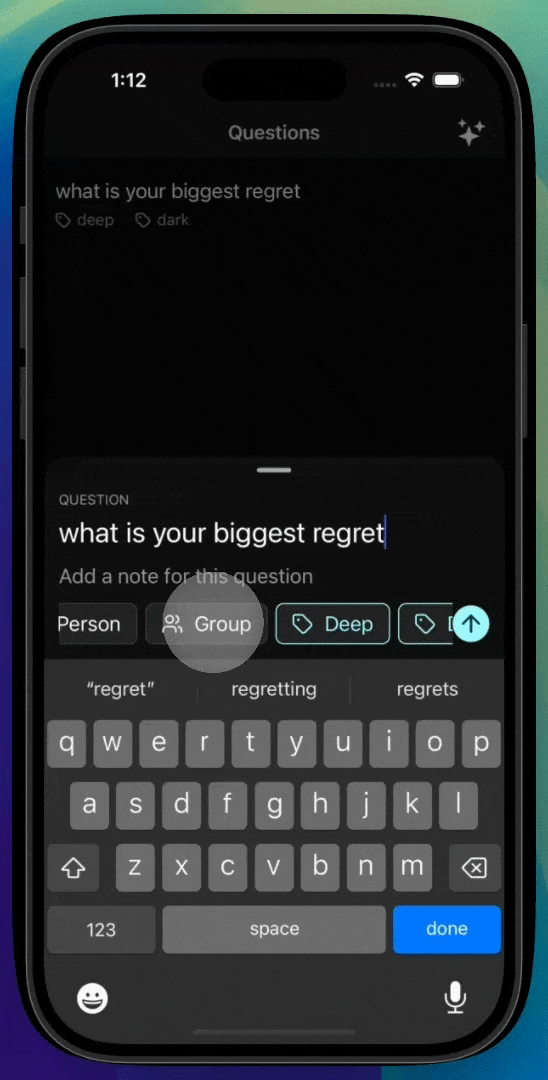 1:12
Questions
what is your biggest regret
deep dark
QUESTION
what is your biggest regret
Add a note for this question
Person Group Deep
“regret” regretting regrets
q w e r t y u i o p
a s d f g h j k l
z x c v b n m
123 space done